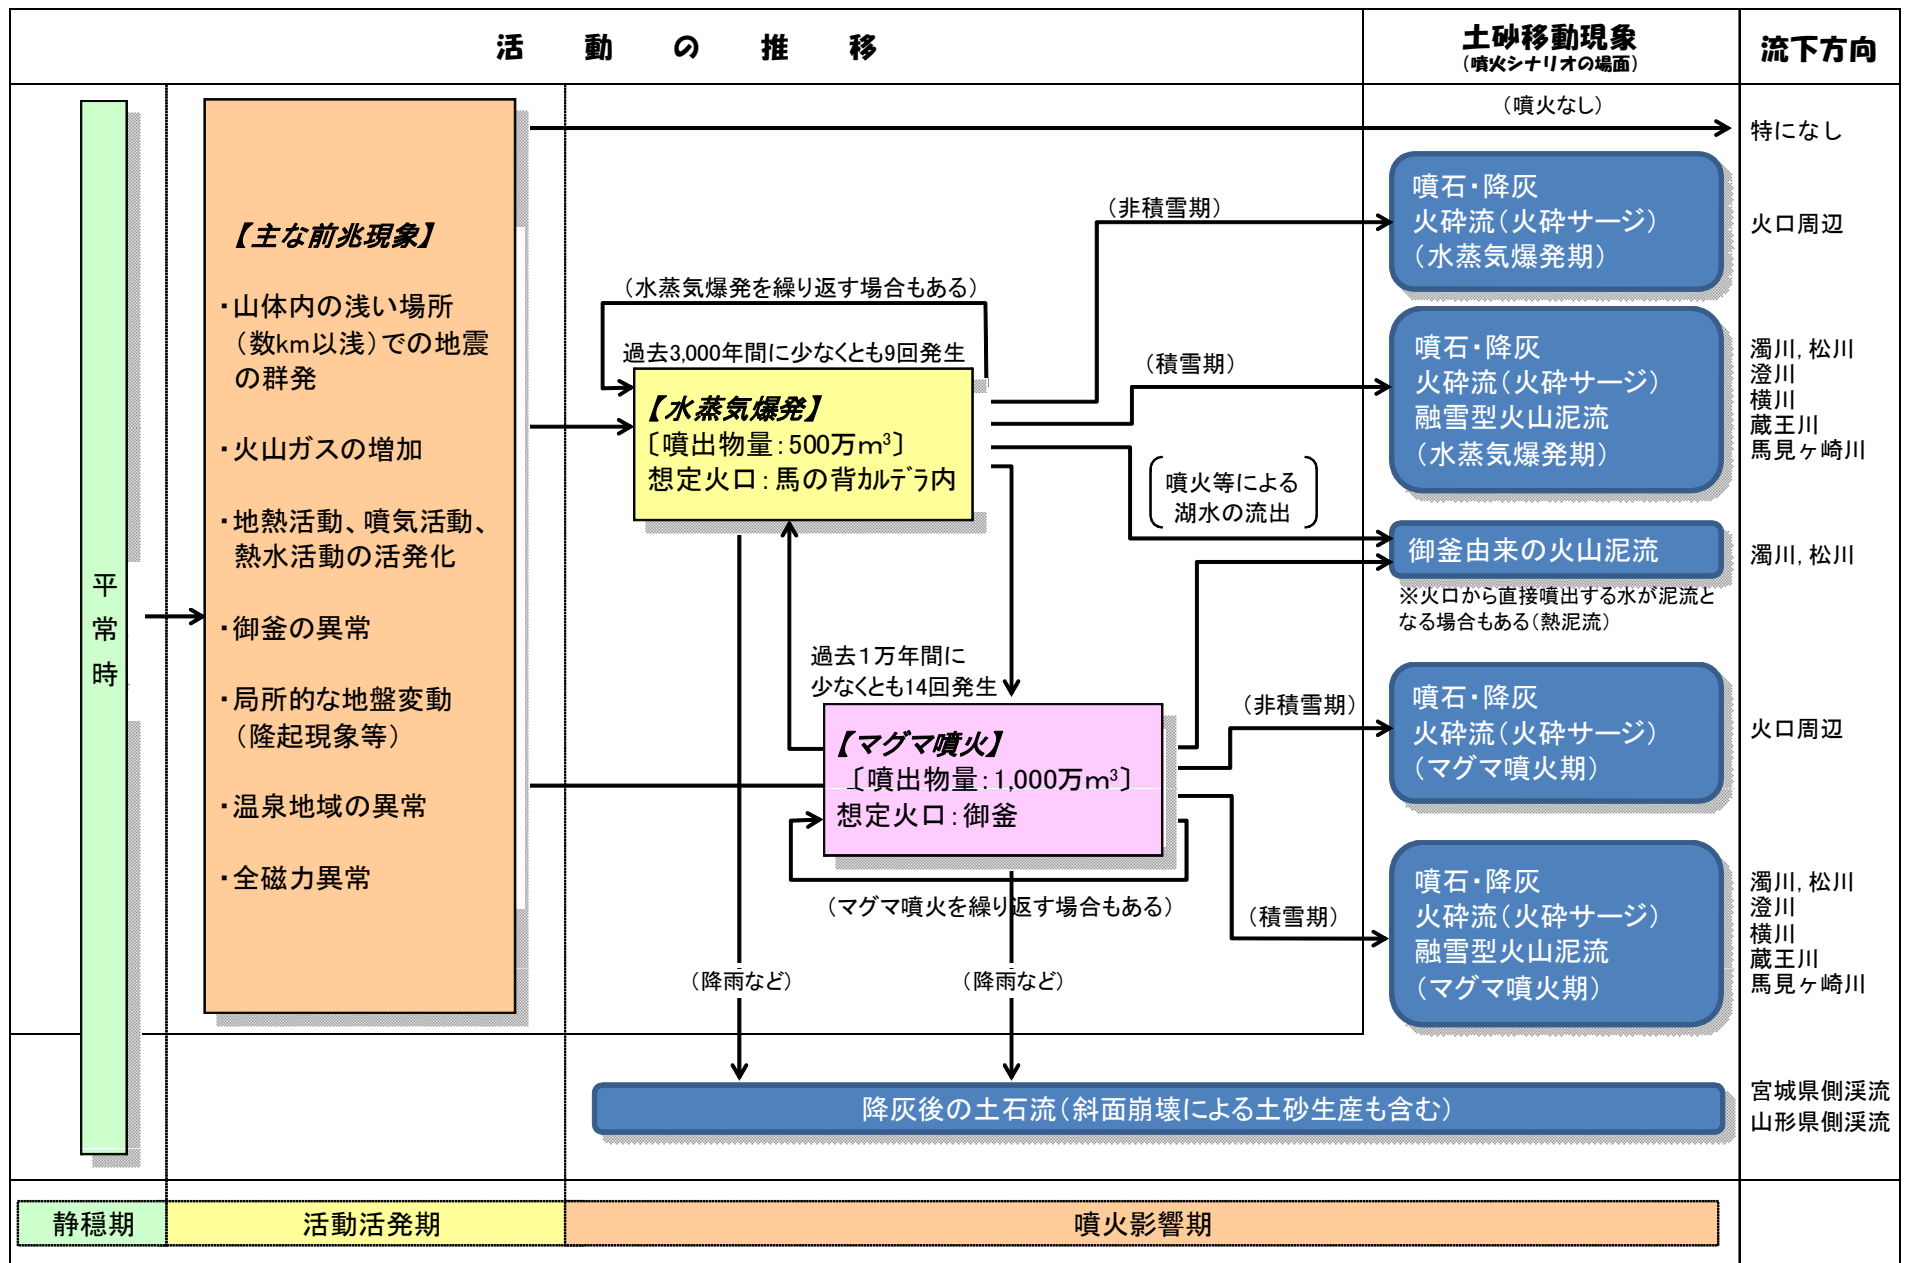 活動の推移
土砂移動現象
（噴火シナリオの場面）
流下方向
平常時
【主な前兆現象】
・山体内の浅い場所
（数km以浅）での地震
の群発
・火山ガスの増加
・地熱活動、噴気活動、
熱水活動の活発化
・御釜の異常
・局所的な地盤変動
（隆起現象等）
・温泉地域の異常
・全磁力異常
（噴火なし）
特になし
（水蒸気爆発を繰り返す場合もある）
過去3,000年間に少なくとも9回発生
【水蒸気爆発】
〔噴出物量：500万m³〕
想定火口：馬の背カルデラ内
（非積雪期）
噴石・降灰
火砕流（火砕サージ）
（水蒸気爆発期）
火口周辺
（積雪期）
噴石・降灰
火砕流（火砕サージ）
融雪型火山泥流
（水蒸気爆発期）
濁川, 松川
澄川
横川
蔵王川
馬見ヶ崎川
噴火等による
湖水の流出
御釜由来の火山泥流
濁川, 松川
※火口から直接噴出する水が泥流と
なる場合もある（熱泥流）
過去１万年間に
少なくとも14回発生
【マグマ噴火】
〔噴出物量：1,000万m³〕
想定火口：御釜
（マグマ噴火を繰り返す場合もある）
（非積雪期）
噴石・降灰
火砕流（火砕サージ）
（マグマ噴火期）
火口周辺
（積雪期）
噴石・降灰
火砕流（火砕サージ）
融雪型火山泥流
（マグマ噴火期）
濁川, 松川
澄川
横川
蔵王川
馬見ヶ崎川
（降雨など）
（降雨など）
降灰後の土石流（斜面崩壊による土砂生産も含む）
宮城県側渓流
山形県側渓流
静穏期
活動活発期
噴火影響期